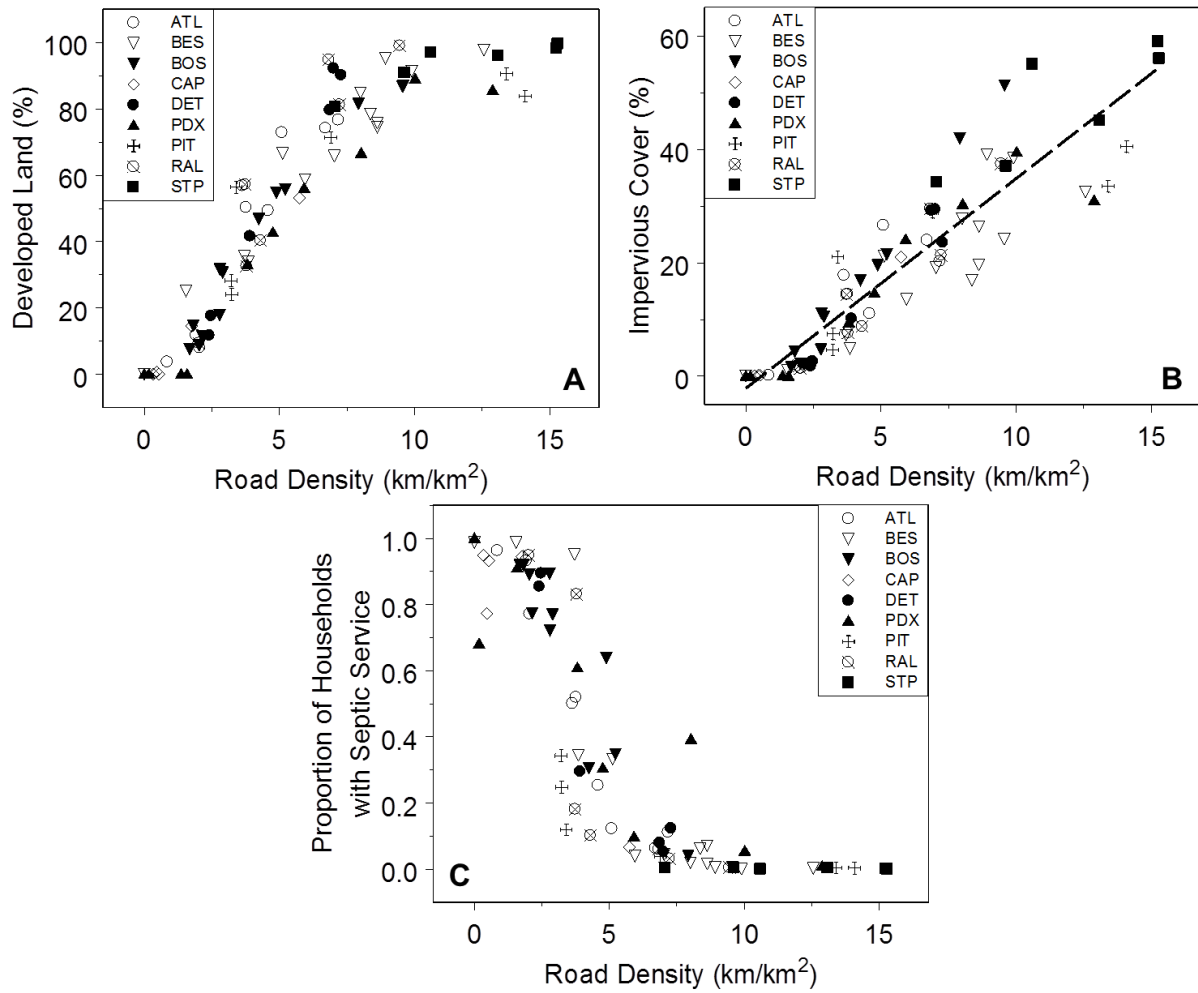 Developed Land (%)
100
80
60
40
20
0
ATL
BES
BOS
CAP
DET
PDX
PIT
RAL
STP
A
0 5 10 15
Road Density (km/km²)
Impervious Cover (%)
60
40
20
0
ATL
BES
BOS
CAP
DET
PDX
PIT
RAL
STP
B
0 5 10 15
Road Density (km/km²)
Proportion of Households
with Septic Service
1.0
0.8
0.6
0.4
0.2
0.0
ATL
BES
BOS
CAP
DET
PDX
PIT
RAL
STP
C
0 5 10 15
Road Density (km/km²)